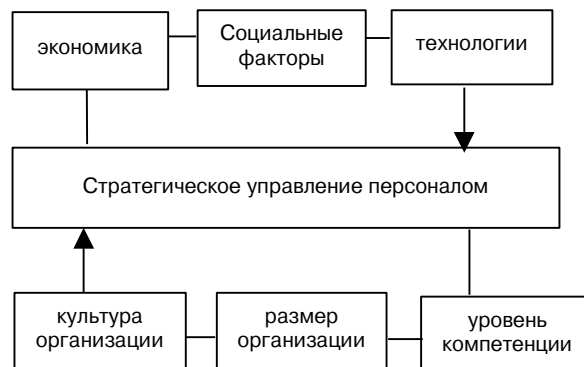 экономика
Социальные
факторы
технологии
Стратегическое управление персоналом
культура
организации
размер
организации
уровень
компетенции